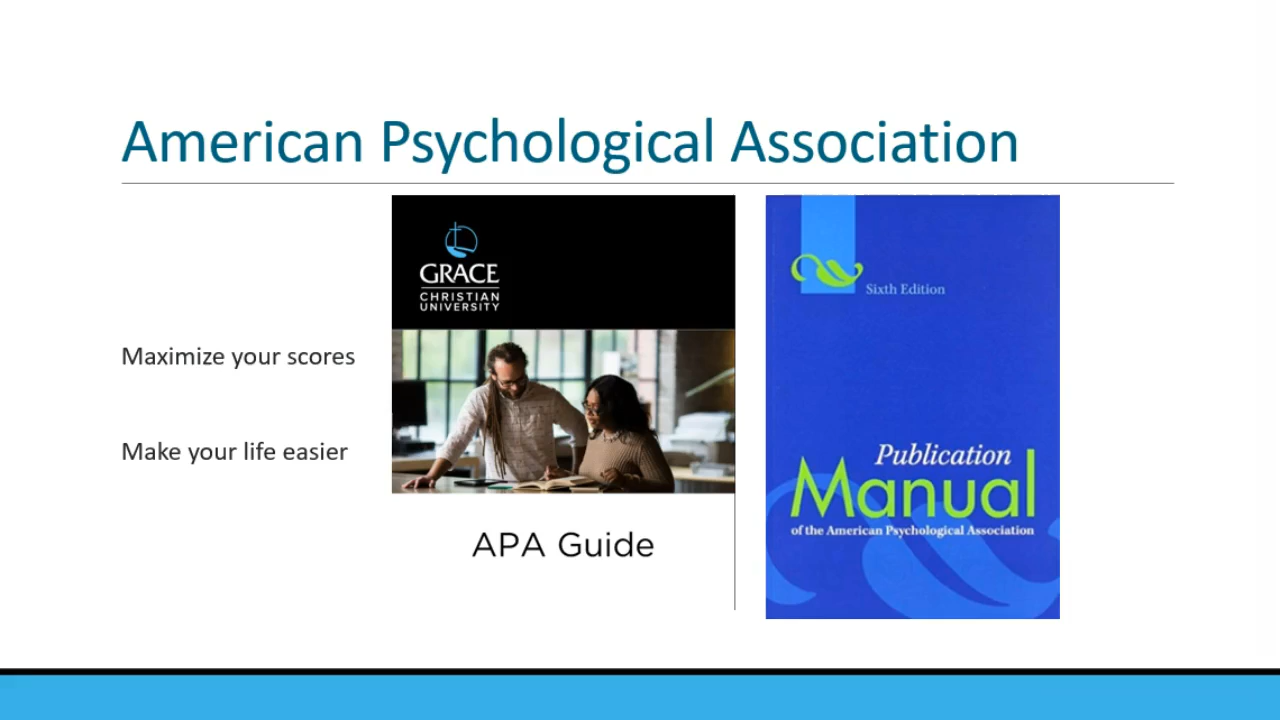 American Psychological Association
Maximize your scores
Make your life easier
GRACE
CHRISTIAN
UNIVERSITY
APA Guide
Sixth Edition
Publication
Manual
of the American Psychological Association